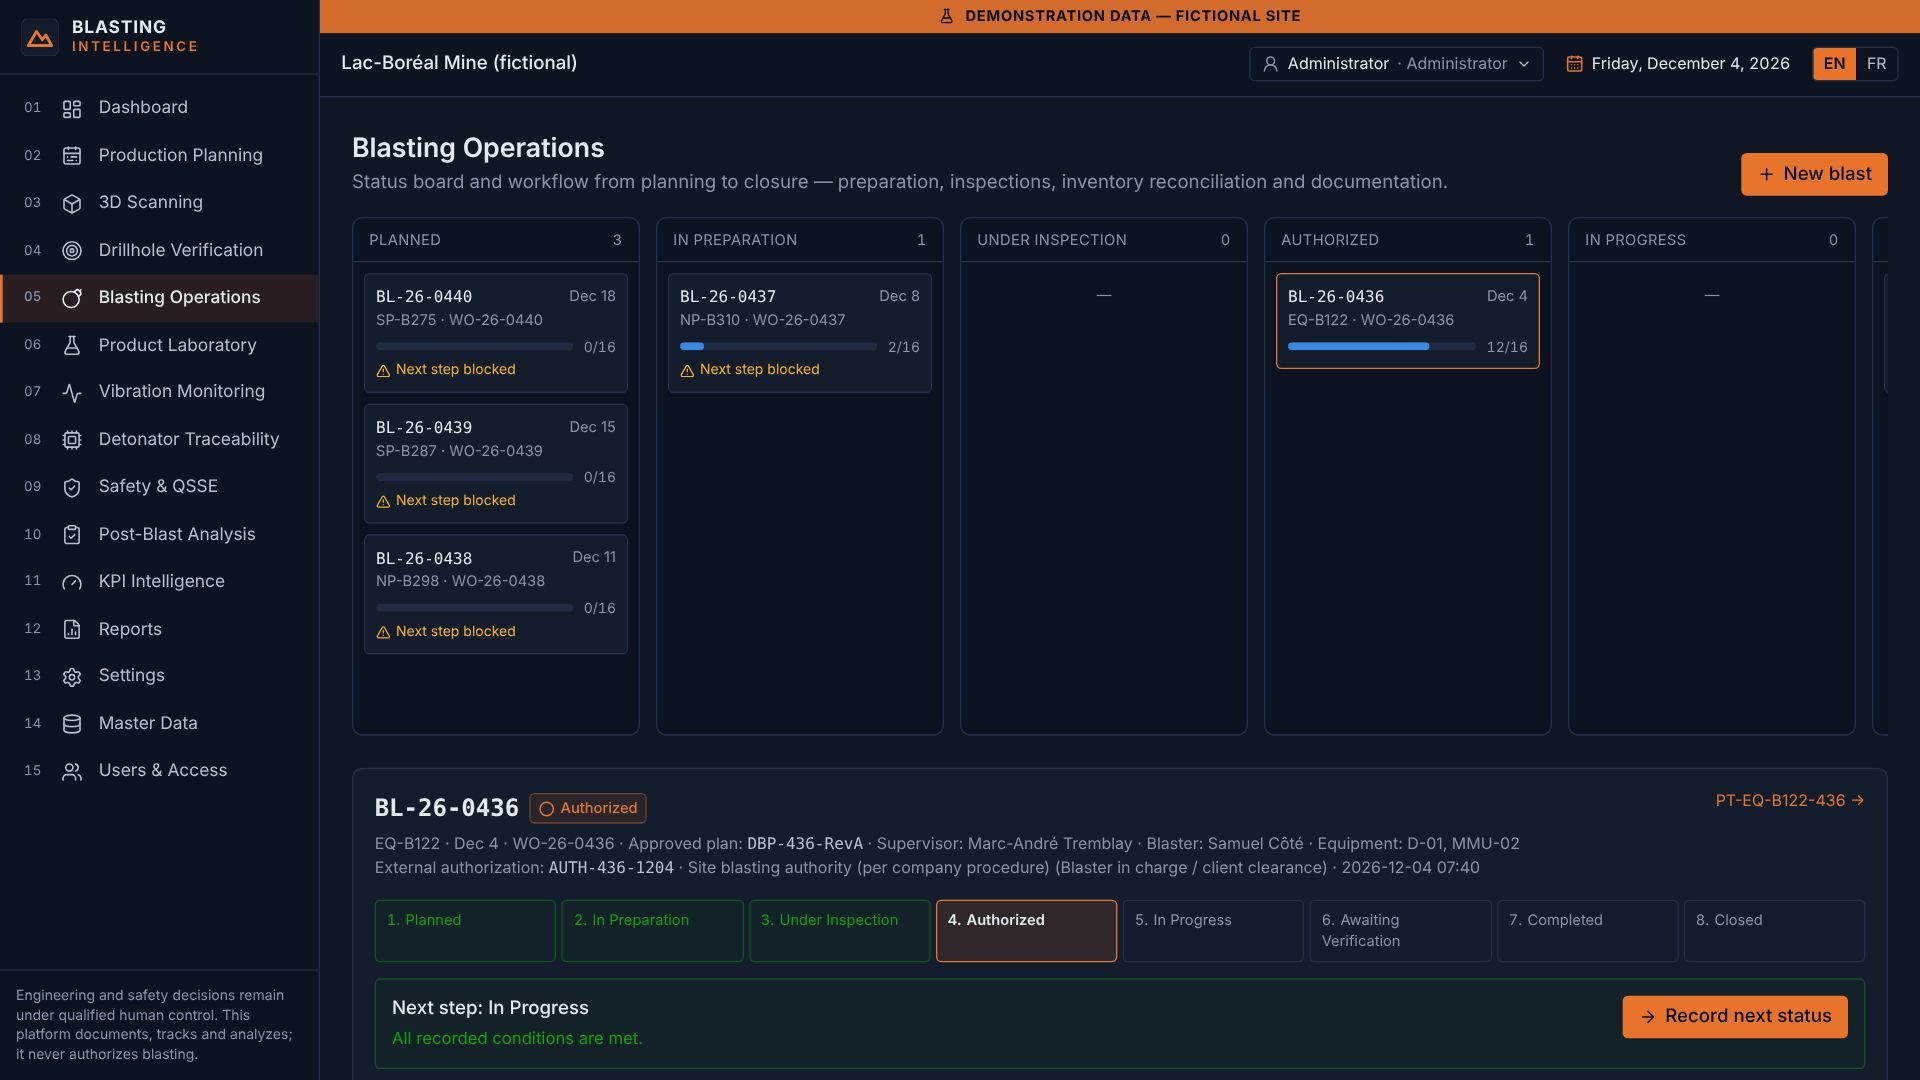 BLASTING
INTELLIGENCE
01 Dashboard
02 Production Planning
03 3D Scanning
04 Drillhole Verification
05 Blasting Operations
06 Product Laboratory
07 Vibration Monitoring
08 Detonator Traceability
09 Safety & QSSE
10 Post-Blast Analysis
11 KPI Intelligence
12 Reports
13 Settings
14 Master Data
15 Users & Access
Engineering and safety decisions remain
under qualified human control. This
platform documents, tracks and analyzes;
it never authorizes blasting.
DEMONSTRATION DATA — FICTIONAL SITE
Lac-Boréal Mine (fictional)
Administrator · Administrator
Friday, December 4, 2026
EN FR
Blasting Operations
Status board and workflow from planning to closure — preparation, inspections, inventory reconciliation and documentation.
+ New blast
PLANNED 3
BL-26-0440 Dec 18
SP-B275 · WO-26-0440
0/16
Next step blocked
BL-26-0439 Dec 15
SP-B287 · WO-26-0439
0/16
Next step blocked
BL-26-0438 Dec 11
NP-B298 · WO-26-0438
0/16
Next step blocked
IN PREPARATION 1
BL-26-0437 Dec 8
NP-B310 · WO-26-0437
2/16
Next step blocked
UNDER INSPECTION 0
—
AUTHORIZED 1
BL-26-0436 Dec 4
EQ-B122 · WO-26-0436
12/16
IN PROGRESS 0
—
BL-26-0436 Authorized
PT-EQ-B122-436 →
EQ-B122 · Dec 4 · WO-26-0436 · Approved plan: DBP-436-RevA · Supervisor: Marc-André Tremblay · Blaster: Samuel Côté · Equipment: D-01, MMU-02
External authorization: AUTH-436-1204 · Site blasting authority (per company procedure) (Blaster in charge / client clearance) · 2026-12-04 07:40
1. Planned
2. In Preparation
3. Under Inspection
4. Authorized
5. In Progress
6. Awaiting
Verification
7. Completed
8. Closed
Next step: In Progress
All recorded conditions are met.
→ Record next status